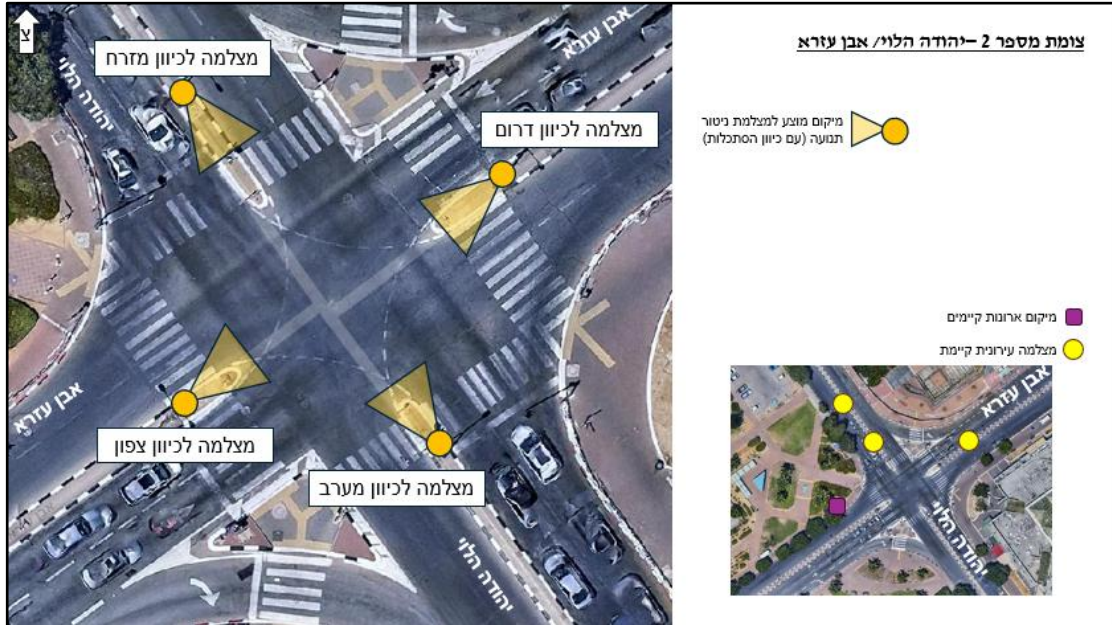 צומת מספר 2 –יהודה הלוי/ אבן עזרא
צ
אבן עזרא
יהודה הלוי
מצלמה לכיוון מזרח
מצלמה לכיוון דרום
אבן עזרא
מצלמה לכיוון צפון
מצלמה לכיוון מערב
יהודה הלוי
מיקום מוצע למצלמת ניטור
תנועה (עם כיוון הסתכלות)
מיקום ארונות קיימים
מצלמה עירונית קיימת
אבן עזרא
יהודה הלוי